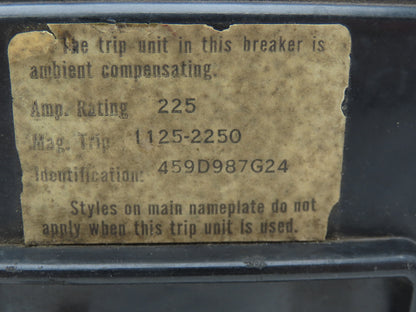 The trip unit in this breaker is
ambient compensating.
Amp. Rating 225
Mag. Trip 1125-2250
Identification: 459D987G24
Styles on main nameplate do not
apply when this trip unit is used.